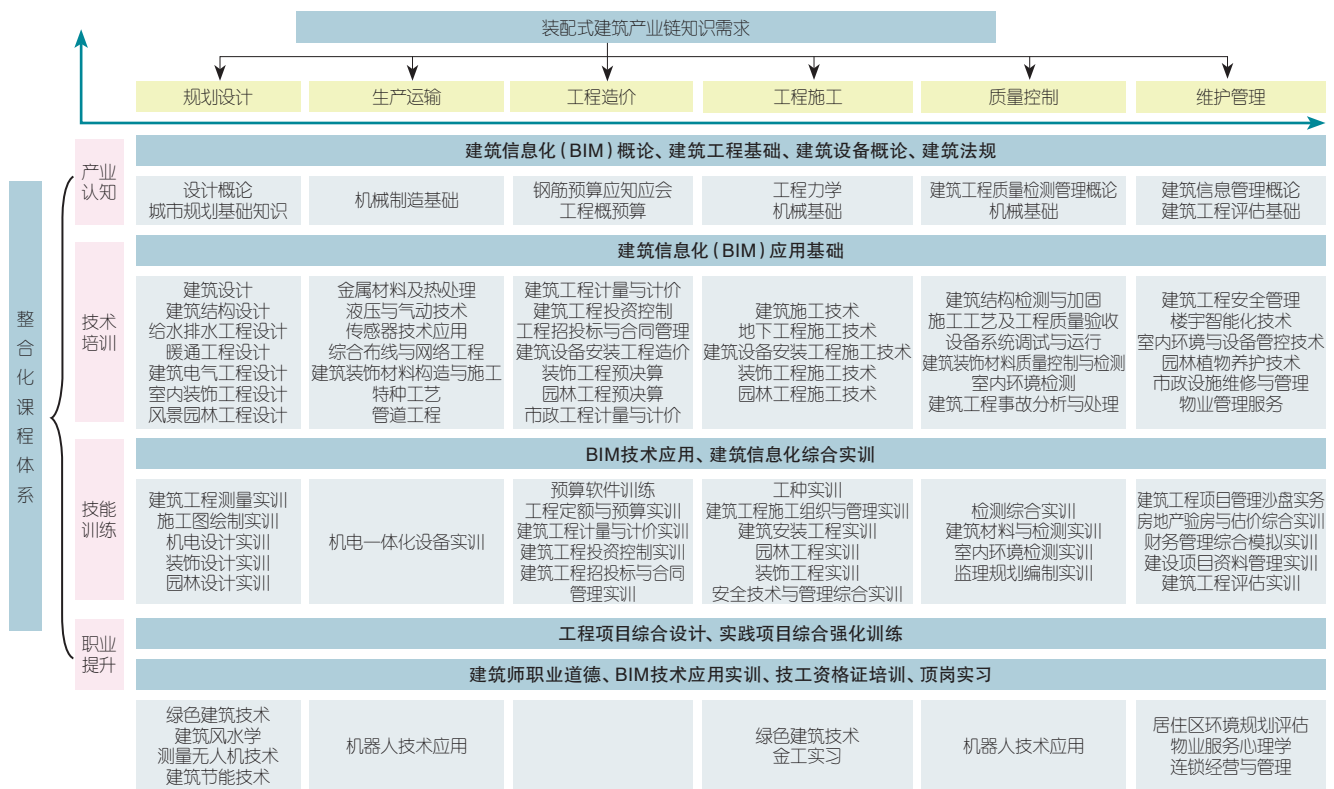 装配式建筑产业链知识需求
规划设计
生产运输
工程造价
工程施工
质量控制
维护管理
整合化课程体系
产业
认知
建筑信息化(BIM)概论、建筑工程基础、建筑设备概论、建筑法规
设计概论
城市规划基础知识
机械制造基础
钢筋预算应知应会
工程概预算
工程力学
机械基础
建筑工程质量检测管理概论
机械基础
建筑信息管理概论
建筑工程评估基础
技术
培训
建筑信息化(BIM)应用基础
建筑设计
建筑结构设计
给水排水工程设计
暖通工程设计
建筑电气工程设计
室内装饰工程设计
风景园林工程设计
金属材料及热处理
液压与气动技术
传感器技术应用
综合布线与网络工程
建筑装饰材料构造与施工
特种工艺
管道工程
建筑工程计量与计价
建筑工程投资控制
工程招投标与合同管理
建筑设备安装工程造价
装饰工程预决算
园林工程预决算
市政工程计量与计价
建筑施工技术
地下工程施工技术
建筑设备安装工程施工技术
装饰工程施工技术
园林工程施工技术
建筑结构检测与加固
施工工艺及工程质量验收
设备系统调试与运行
建筑装饰材料质量控制与检测
室内环境检测
建筑工程事故分析与处理
建筑工程安全管理
楼宇智能化技术
室内环境与设备管控技术
园林植物养护技术
市政设施维修与管理
物业管理服务
技能
训练
BIM技术应用、建筑信息化综合实训
建筑工程测量实训
施工图绘制实训
机电设计实训
装饰设计实训
园林设计实训
机电一体化设备实训
预算软件训练
工程定额与预算实训
建筑工程计量与计价实训
建筑工程投资控制实训
建筑工程招投标与合同
管理实训
工种实训
建筑工程施工组织与管理实训
建筑安装工程实训
园林工程实训
装饰工程实训
安全技术与管理综合实训
检测综合实训
建筑材料与检测实训
室内环境检测实训
监理规划编制实训
建筑工程项目管理沙盘实务
房地产验房与估价综合实训
财务管理综合模拟实训
建设项目资料管理实训
建筑工程评估实训
职业
提升
工程项目综合设计、实践项目综合强化训练
建筑师职业道德、BIM技术应用实训、技工资格证培训、顶岗实习
绿色建筑技术
建筑风水学
测量无人机技术
建筑节能技术
机器人技术应用
绿色建筑技术
金工实习
机器人技术应用
居住区环境规划评估
物业服务心理学
连锁经营与管理